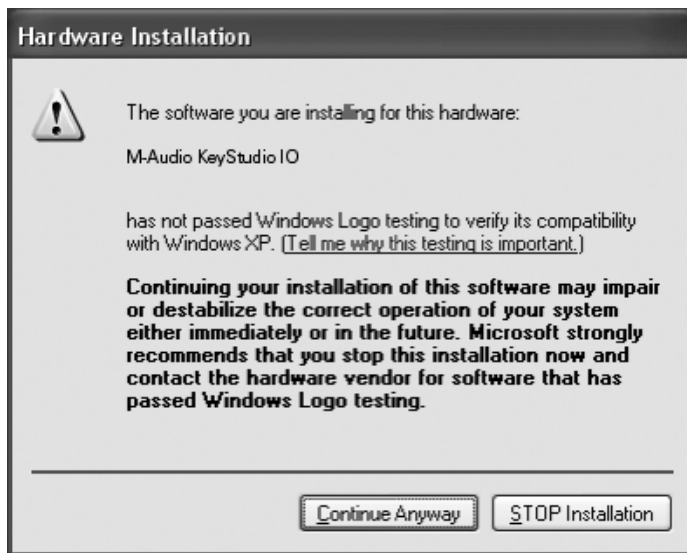 Hardware Installation
The software you are installing for this hardware:
M-Audio KeyStudio IO
has not passed Windows Logo testing to verify its compatibility
with Windows XP. (Tell me why this testing is important.)
Continuing your installation of this software may impair
or destabilize the correct operation of your system
either immediately or in the future. Microsoft strongly
recommends that you stop this installation now and
contact the hardware vendor for software that has
passed Windows Logo testing.
Continue Anyway
STOP Installation